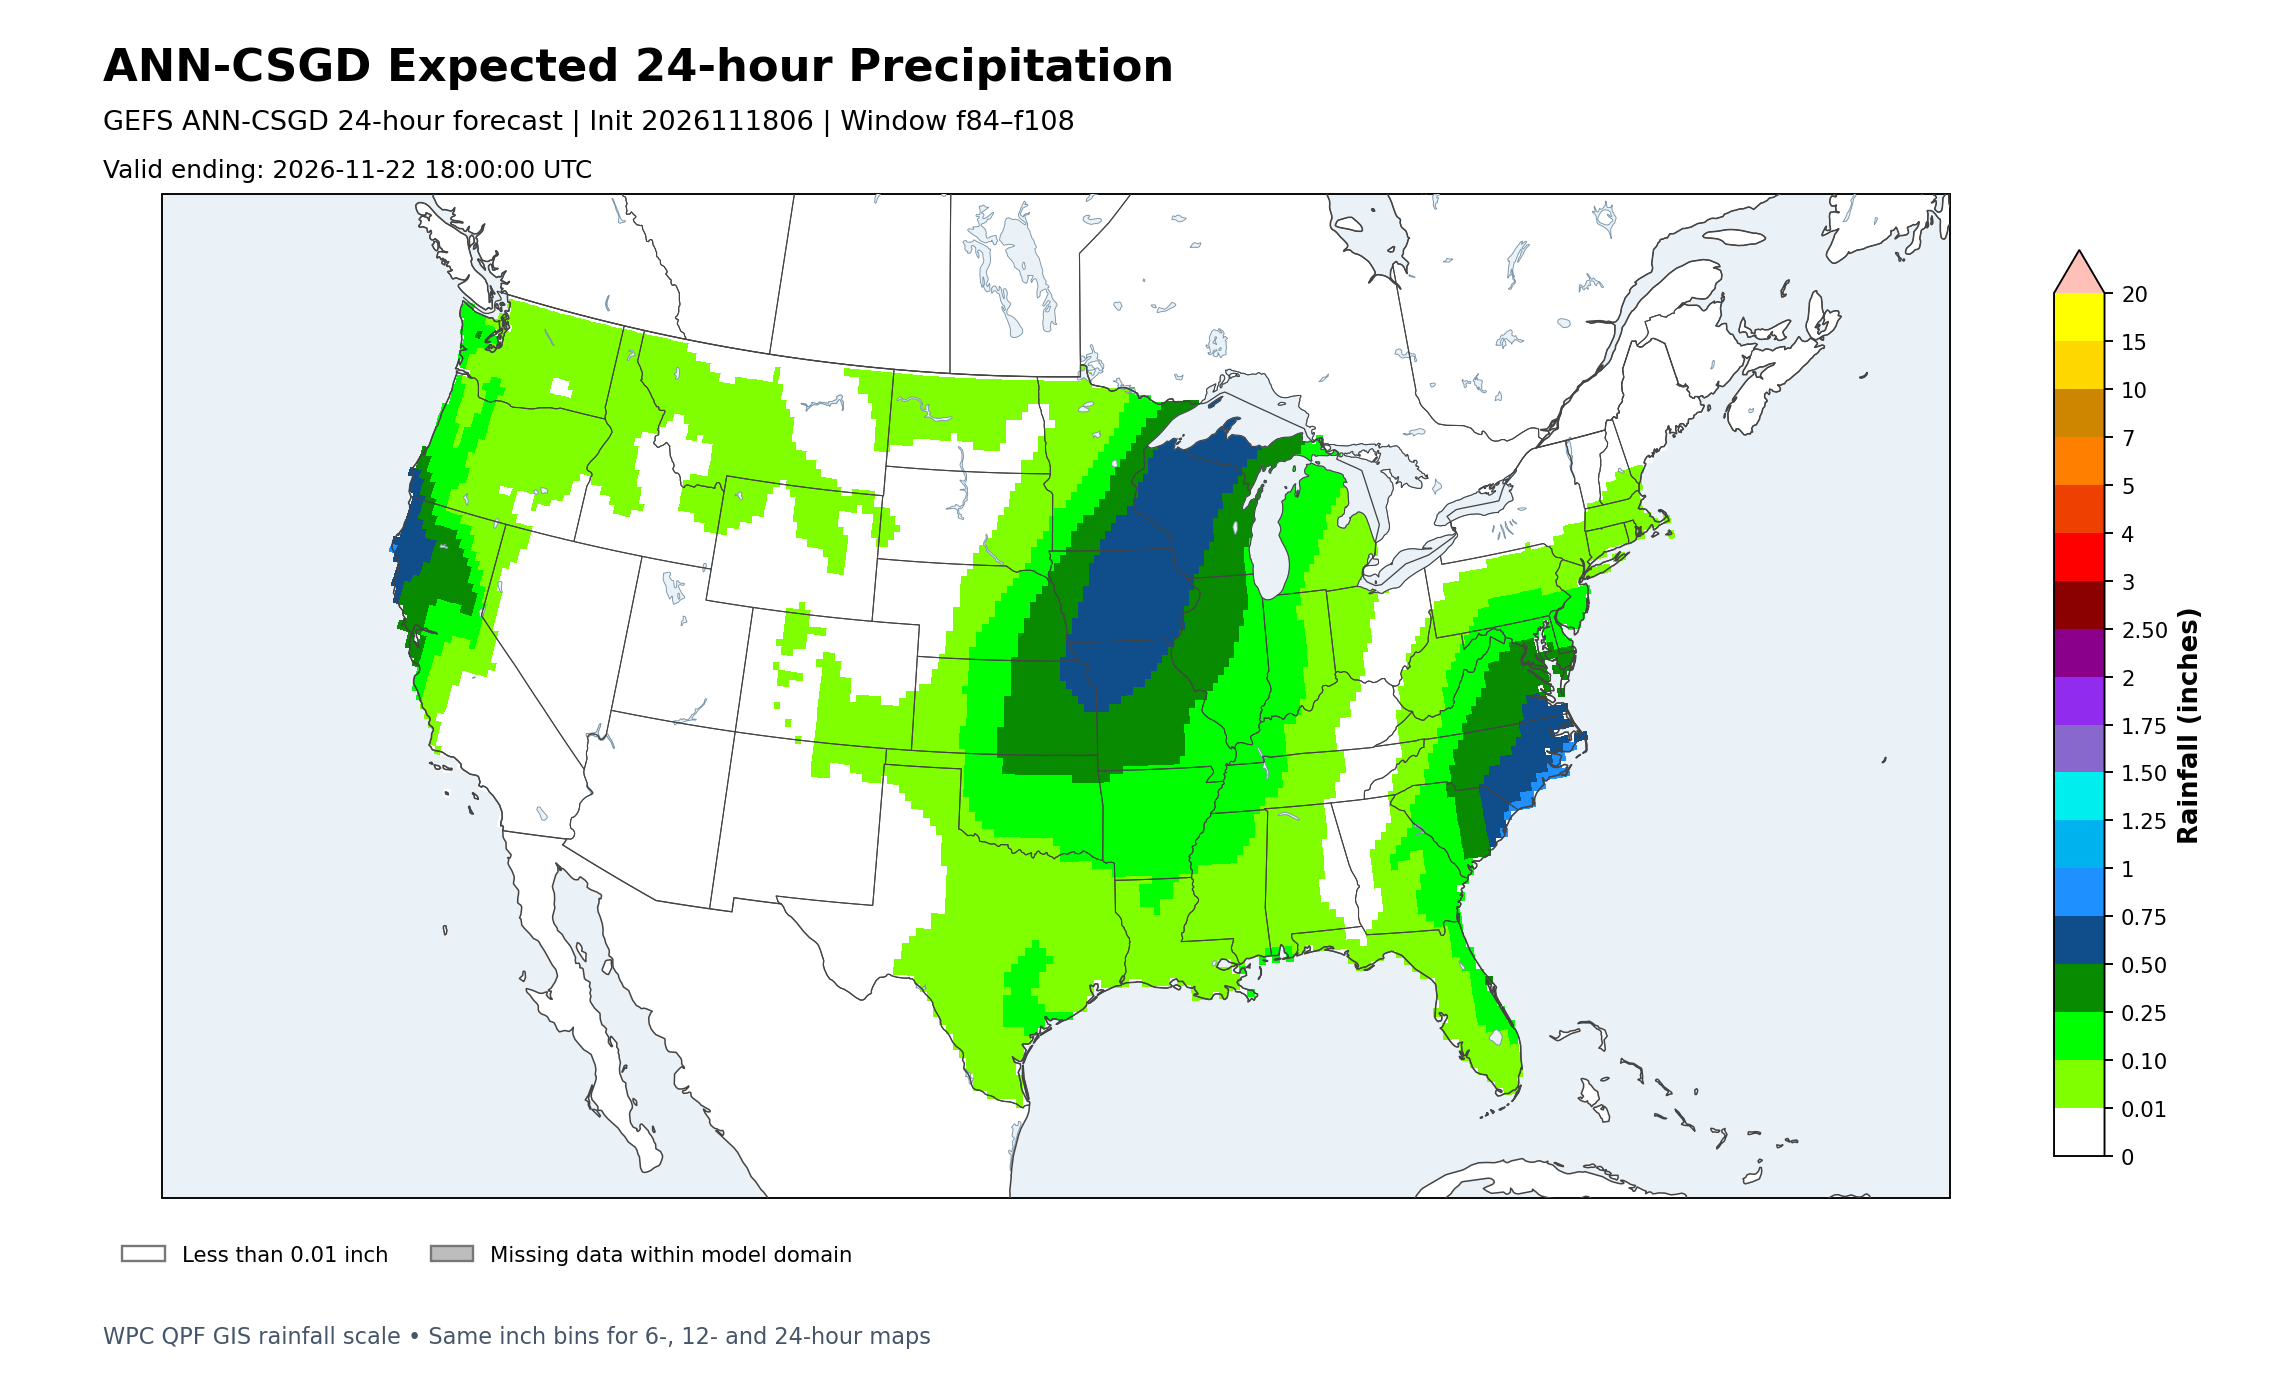 ANN-CSGD Expected 24-hour Precipitation
GEFS ANN-CSGD 24-hour forecast | Init 2026111806 | Window f84–f108
Valid ending: 2026-11-22 18:00:00 UTC
20
15
10
7
5
4
3
2.50
2
1.75
1.50
1.25
1
0.75
0.50
0.25
0.10
0.01
0
Rainfall (inches)
Less than 0.01 inch
Missing data within model domain
WPC QPF GIS rainfall scale • Same inch bins for 6-, 12- and 24-hour maps